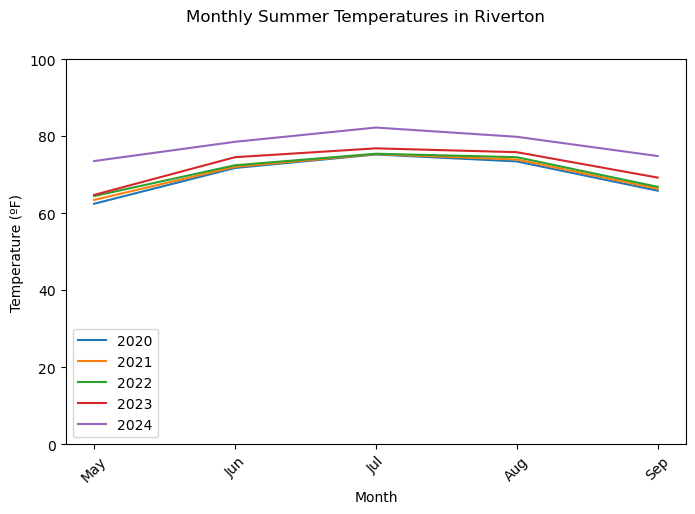 Monthly Summer Temperatures in Riverton
100
80
60
40
20
0
Temperature (ºF)
2020
2021
2022
2023
2024
May
Jun
Jul
Aug
Sep
Month